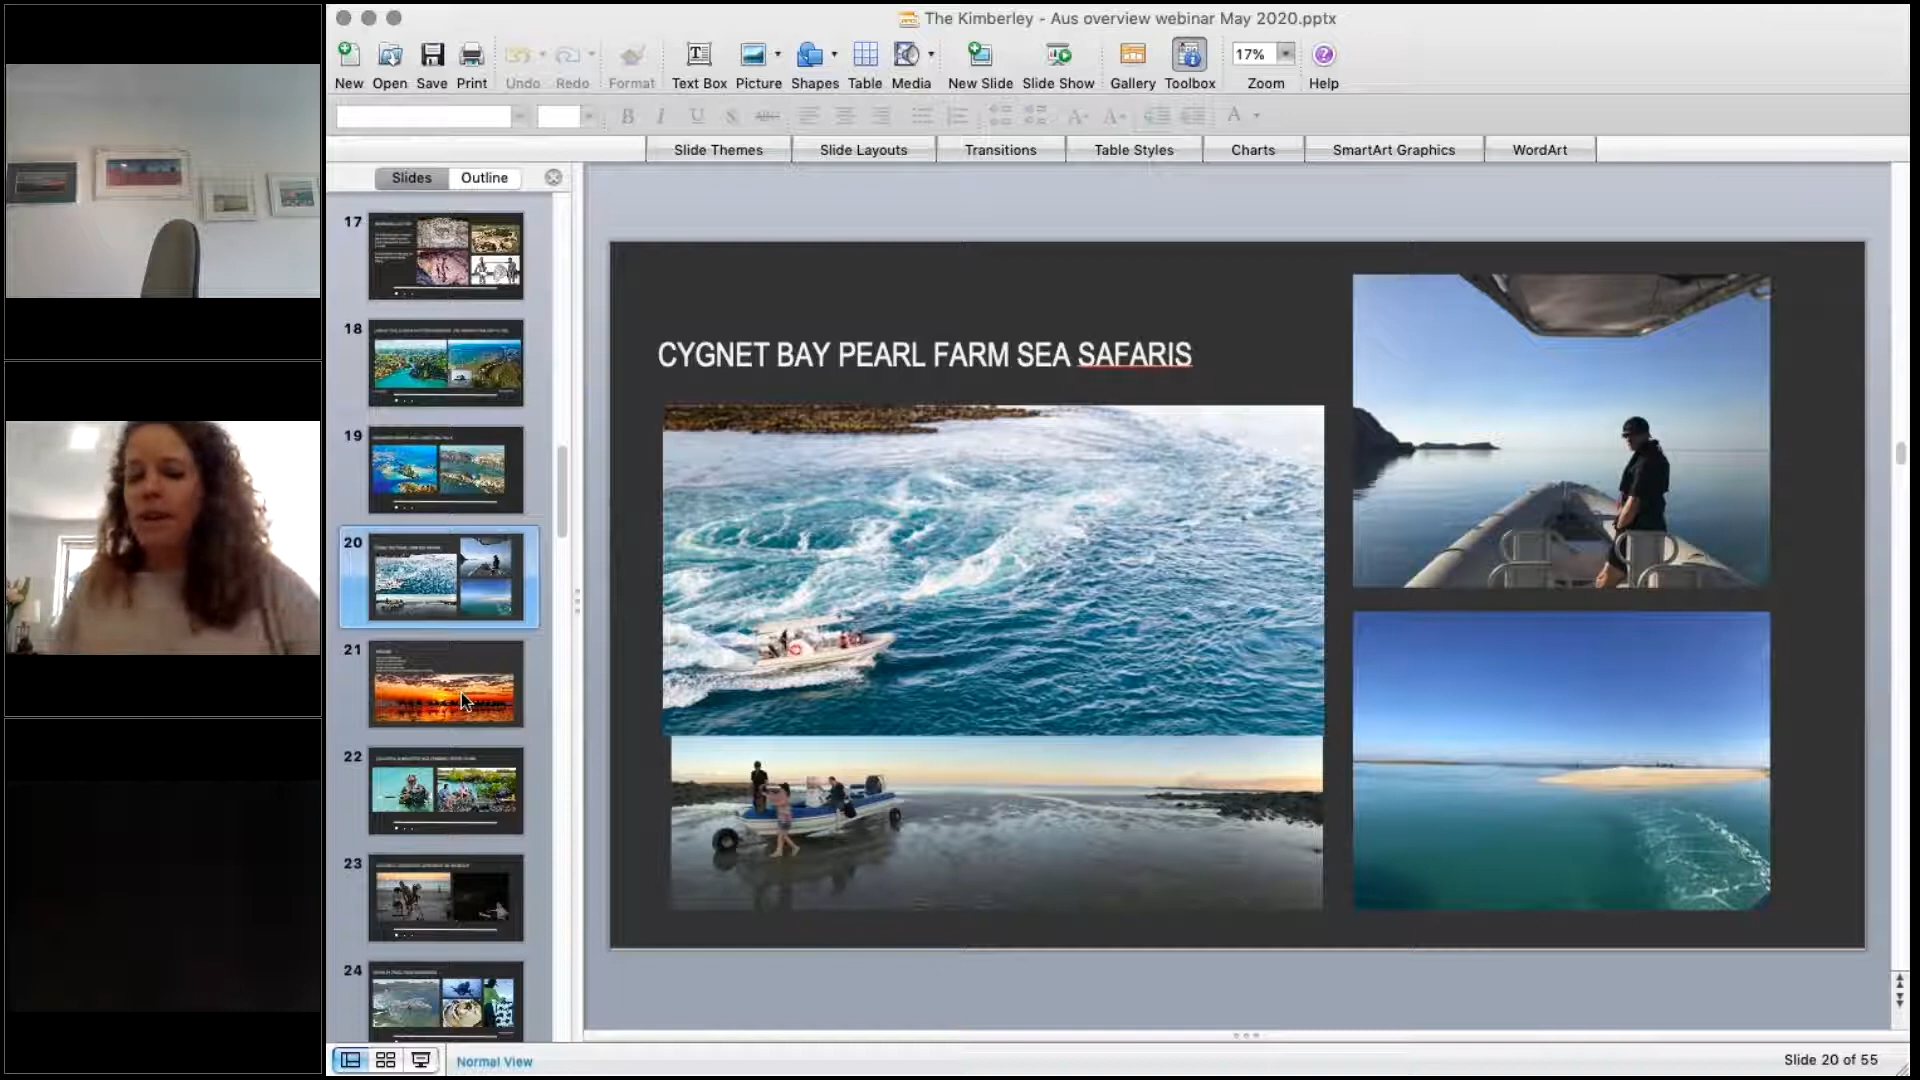 The Kimberley - Aus overview webinar May 2020.pptx
New Open Save Print Undo Redo Format Text Box Picture Shapes Table Media New Slide Slide Show Gallery Toolbox 17% Zoom Help
B I U S ABC A A A
Slide Themes Slide Layouts Transitions Table Styles Charts SmartArt Graphics WordArt
Slides Outline
17
18
19
20
21
22
23
24
CYGNET BAY PEARL FARM SEA SAFARIS
Normal View
Slide 20 of 55